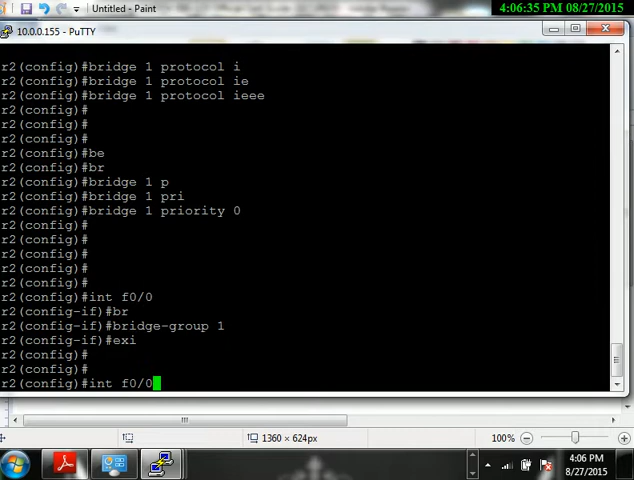 Untitled - Paint
4:06:35 PM 08/27/2015
10.0.0.155 - PuTTY
r2(config)#bridge 1 protocol i
r2(config)#bridge 1 protocol ie
r2(config)#bridge 1 protocol ieee
r2(config)#
r2(config)#
r2(config)#
r2(config)#be
r2(config)#br
r2(config)#bridge 1 p
r2(config)#bridge 1 pri
r2(config)#bridge 1 priority 0
r2(config)#
r2(config)#
r2(config)#
r2(config)#
r2(config)#
r2(config)#int f0/0
r2(config-if)#br
r2(config-if)#bridge-group 1
r2(config-if)#exi
r2(config)#
r2(config)#
r2(config)#int f0/0
1360 × 624px
100%
4:06 PM
8/27/2015